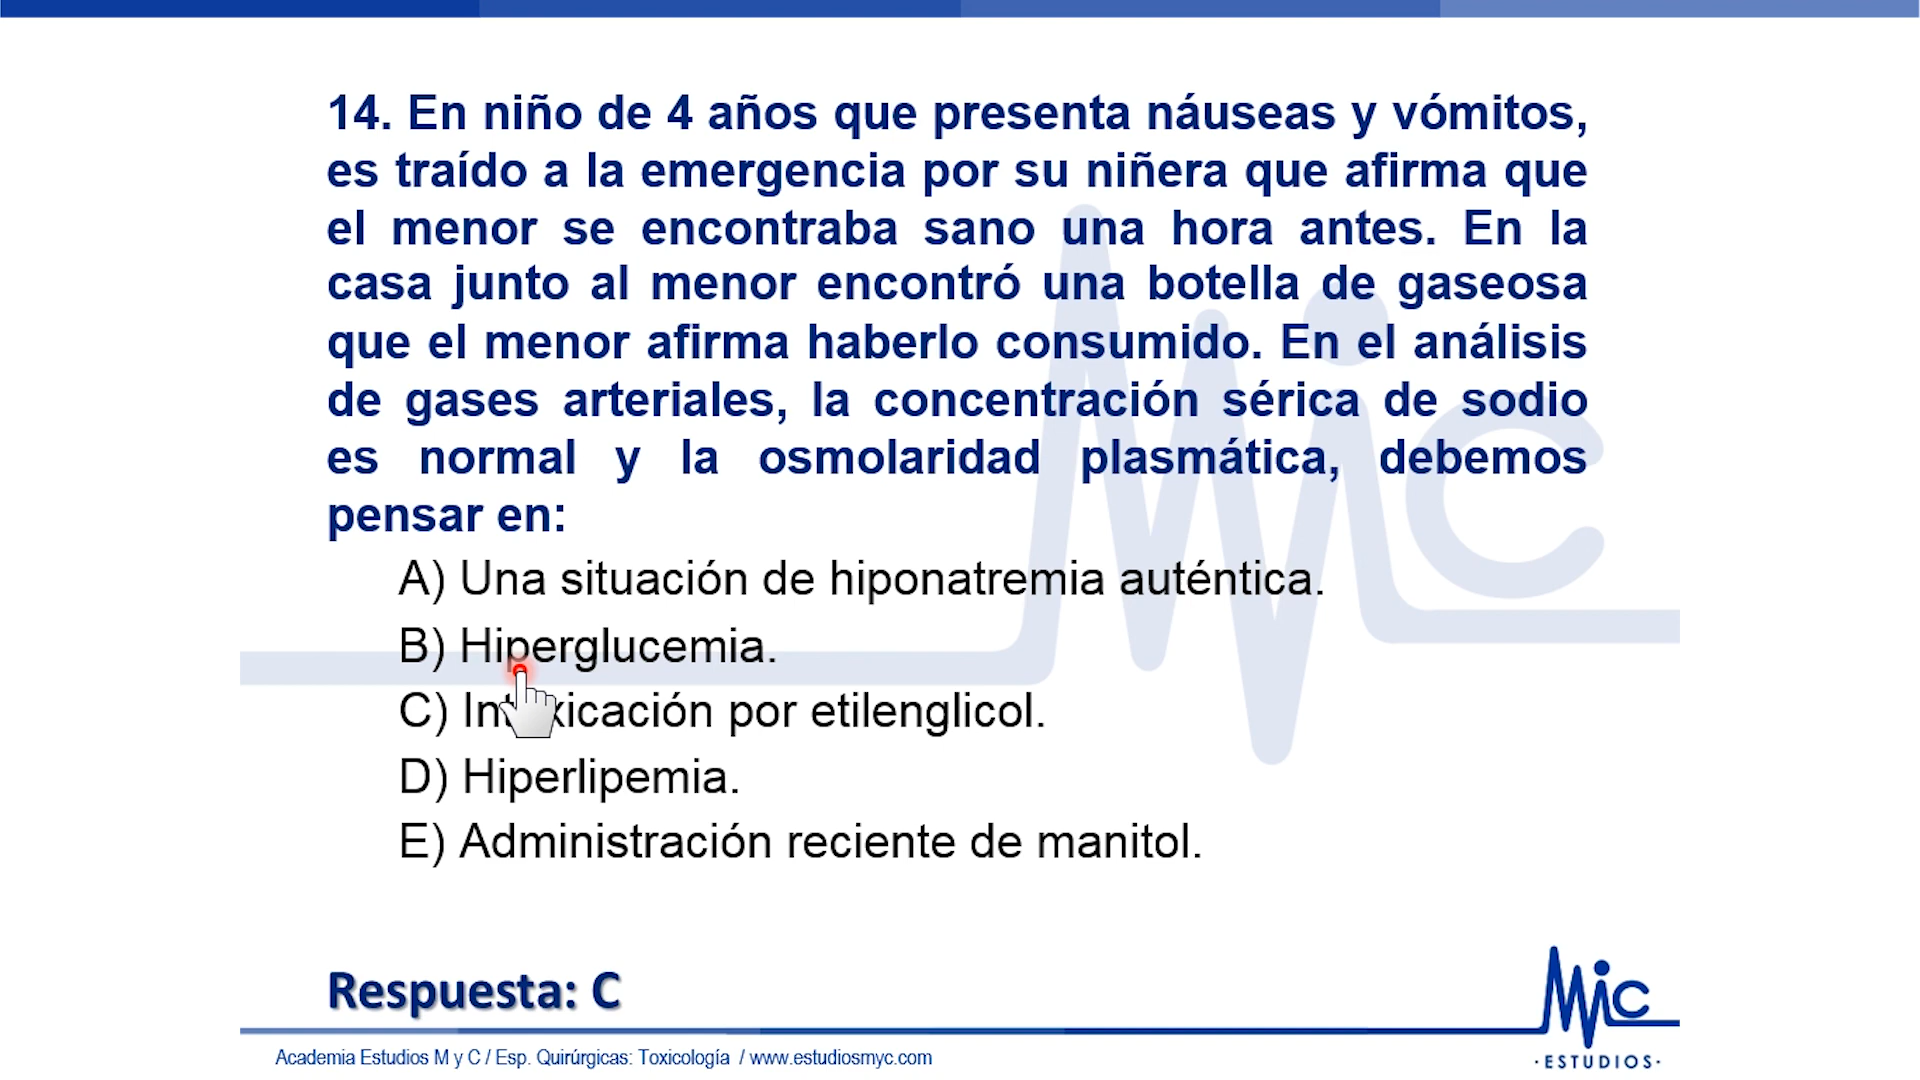 14. En niño de 4 años que presenta náuseas y vómitos,
es traído a la emergencia por su niñera que afirma que
el menor se encontraba sano una hora antes. En la
casa junto al menor encontró una botella de gaseosa
que el menor afirma haberlo consumido. En el análisis
de gases arteriales, la concentración sérica de sodio
es normal y la osmolaridad plasmática, debemos
pensar en:
A) Una situación de hiponatremia auténtica.
B) Hiperglucemia.
C) Intoxicación por etilenglicol.
D) Hiperlipemia.
E) Administración reciente de manitol.
Respuesta: C
MiC
·ESTUDIOS·
Academia Estudios M y C / Esp. Quirúrgicas: Toxicología / www.estudiosmyc.com